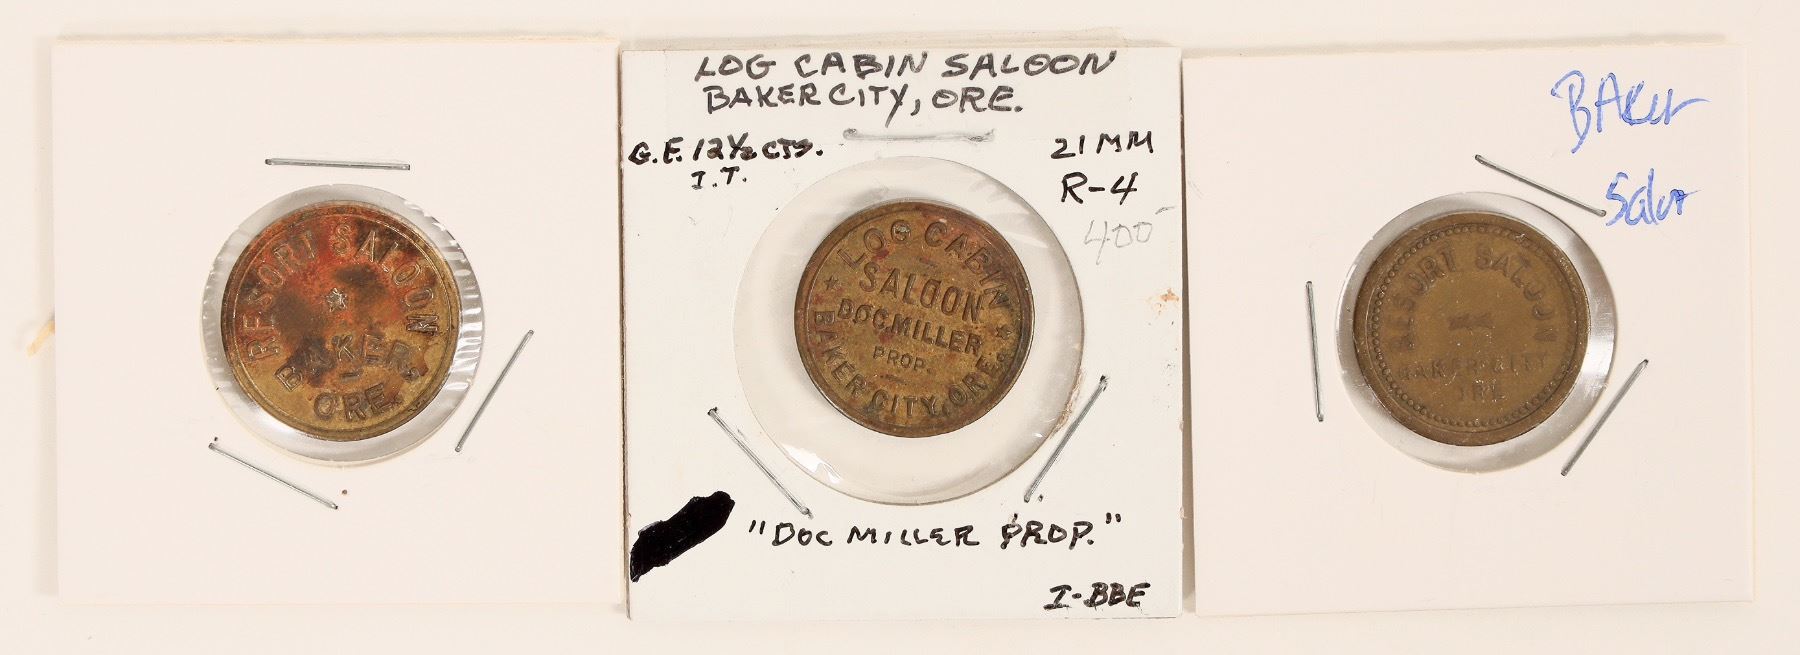 RESORT SALOON
BAKER,
ORE.
LOG CABIN SALOON
BAKER CITY, ORE.
G.F. 12½ CTS.
I.T.
21 MM
R-4
400
LOG CABIN
SALOON
DOC. MILLER
PROP.
BAKER CITY, ORE.
"DOC MILLER PROP."
I-BBE
BAker
RESORT SALOON
BAKER CITY